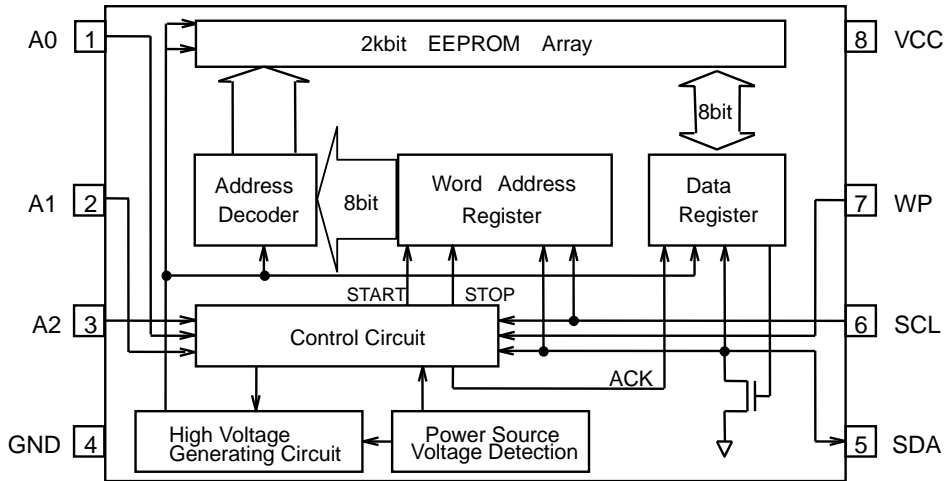 A0 1
2kbit EEPROM Array
8 VCC
8bit
A1 2
Address
Decoder
8bit
Word Address
Register
Data
Register
7 WP
START
STOP
A2 3
Control Circuit
6 SCL
ACK
GND 4
High Voltage
Generating Circuit
Power Source
Voltage Detection
5 SDA